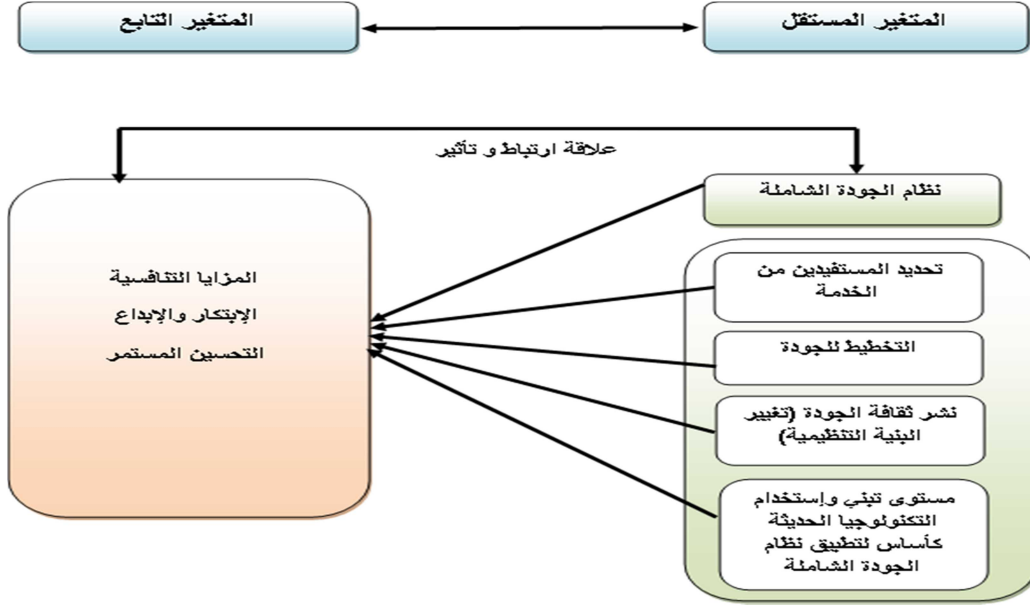 المتغير المستقل
المتغير التابع
علاقة ارتباط و تأثير
نظام الجودة الشاملة
تحديد المستفيدين من
الخدمة
التخطيط للجودة
نشر ثقافة الجودة (تغيير
البنية التنظيمية)
مستوى تبني وإستخدام
التكنولوجيا الحديثة
كأساس لتطبيق نظام
الجودة الشاملة
المزايا التنافسية
الإبتكار والإبداع
التحسين المستمر